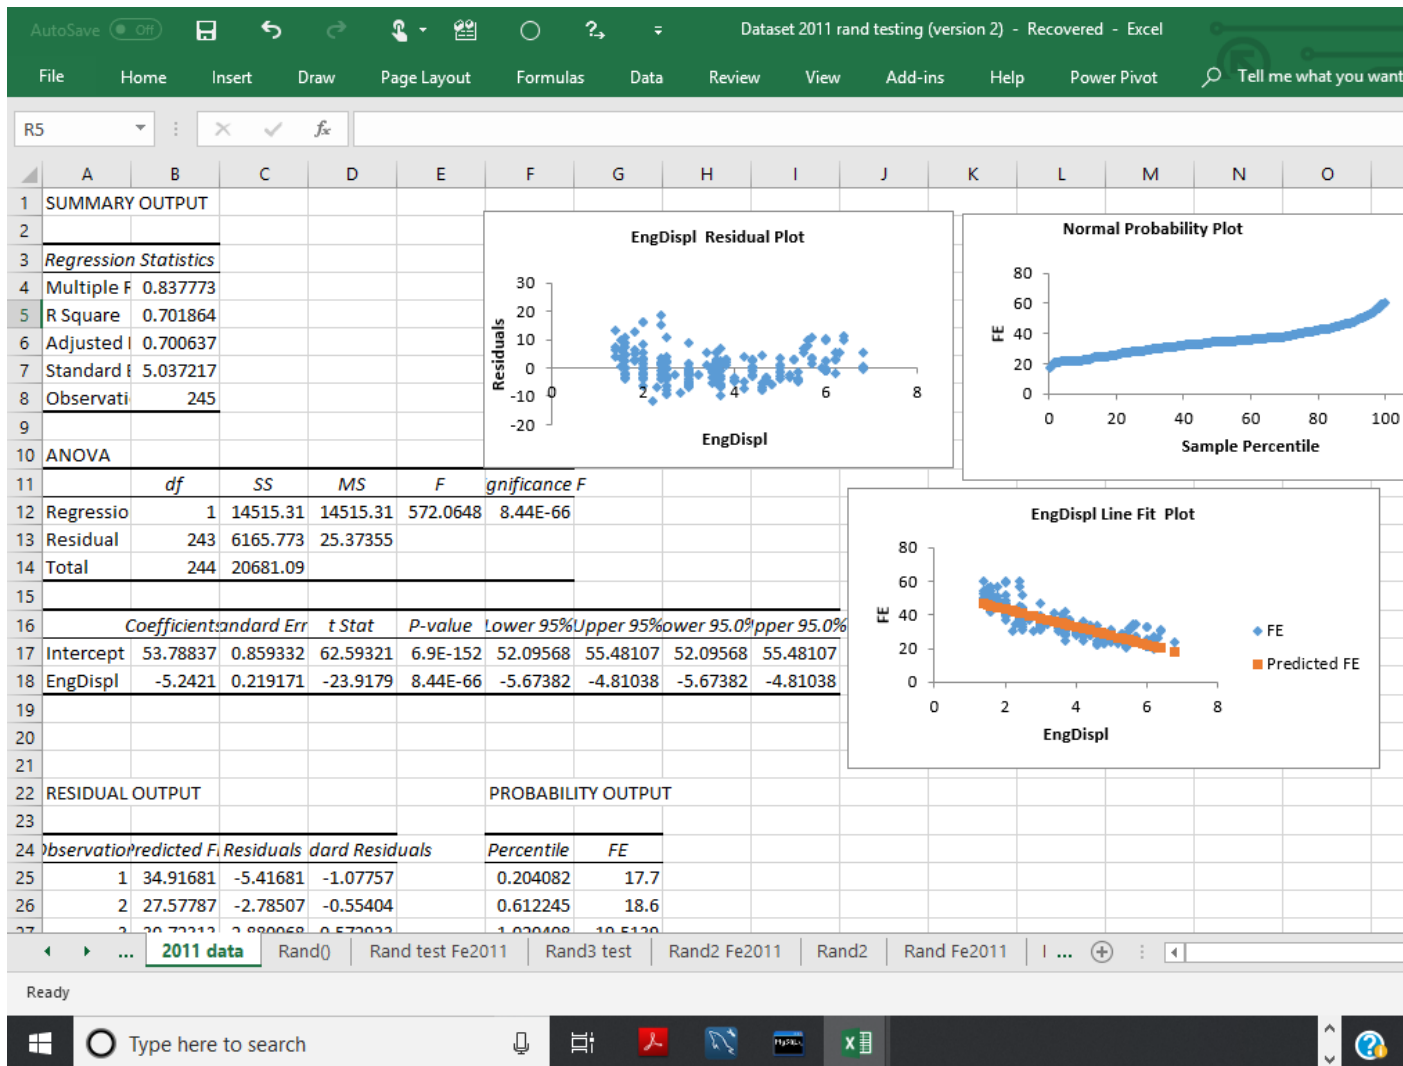 AutoSave Off Dataset 2011 rand testing (version 2) - Recovered - Excel
File Home Insert Draw Page Layout Formulas Data Review View Add-ins Help Power Pivot Tell me what you want
R5 fx
A B C D E F G H I J K L M N O
1 SUMMARY OUTPUT
2
3 Regression Statistics
4 Multiple R 0.837773
5 R Square 0.701864
6 Adjusted 0.700637
7 Standard E 5.037217
8 Observati 245
9
10 ANOVA
11 df SS MS F gnificance F
12 Regressio 1 14515.31 14515.31 572.0648 8.44E-66
13 Residual 243 6165.773 25.37355
14 Total 244 20681.09
15
16 Coefficients andard Err t Stat P-value Lower 95% Upper 95% ower 95.0% pper 95.0%
17 Intercept 53.78837 0.859332 62.59321 6.9E-152 52.09568 55.48107 52.09568 55.48107
18 EngDispl -5.2421 0.219171 -23.9179 8.44E-66 -5.67382 -4.81038 -5.67382 -4.81038
19
20
21
22 RESIDUAL OUTPUT PROBABILITY OUTPUT
23
24 bservation Predicted F Residuals dard Residuals Percentile FE
25 1 34.91681 -5.41681 -1.07757 0.204082 17.7
26 2 27.57787 -2.78507 -0.55404 0.612245 18.6
EngDispl Residual Plot
30
20
10
0
-10
-20
Residuals
0 2 4 6 8
EngDispl
Normal Probability Plot
80
60
40
20
0
FE
0 20 40 60 80 100
Sample Percentile
EngDispl Line Fit Plot
80
60
40
20
0
FE
0 2 4 6 8
EngDispl
FE
Predicted FE
... 2011 data Rand() Rand test Fe2011 Rand3 test Rand2 Fe2011 Rand2 Rand Fe2011 ...
Ready
Type here to search